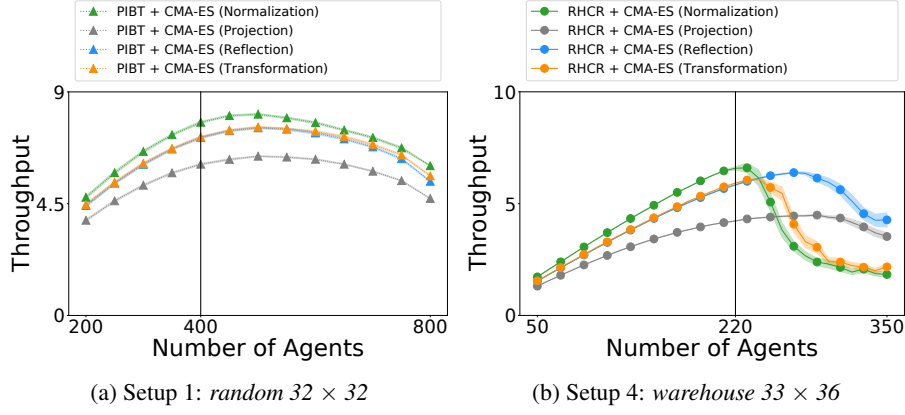 PIBT + CMA-ES (Normalization)
PIBT + CMA-ES (Projection)
PIBT + CMA-ES (Reflection)
PIBT + CMA-ES (Transformation)
9
4.5
0
Throughput
200
400
800
Number of Agents
(a) Setup 1: random 32 × 32
RHCR + CMA-ES (Normalization)
RHCR + CMA-ES (Projection)
RHCR + CMA-ES (Reflection)
RHCR + CMA-ES (Transformation)
10
5
0
Throughput
50
220
350
Number of Agents
(b) Setup 4: warehouse 33 × 36